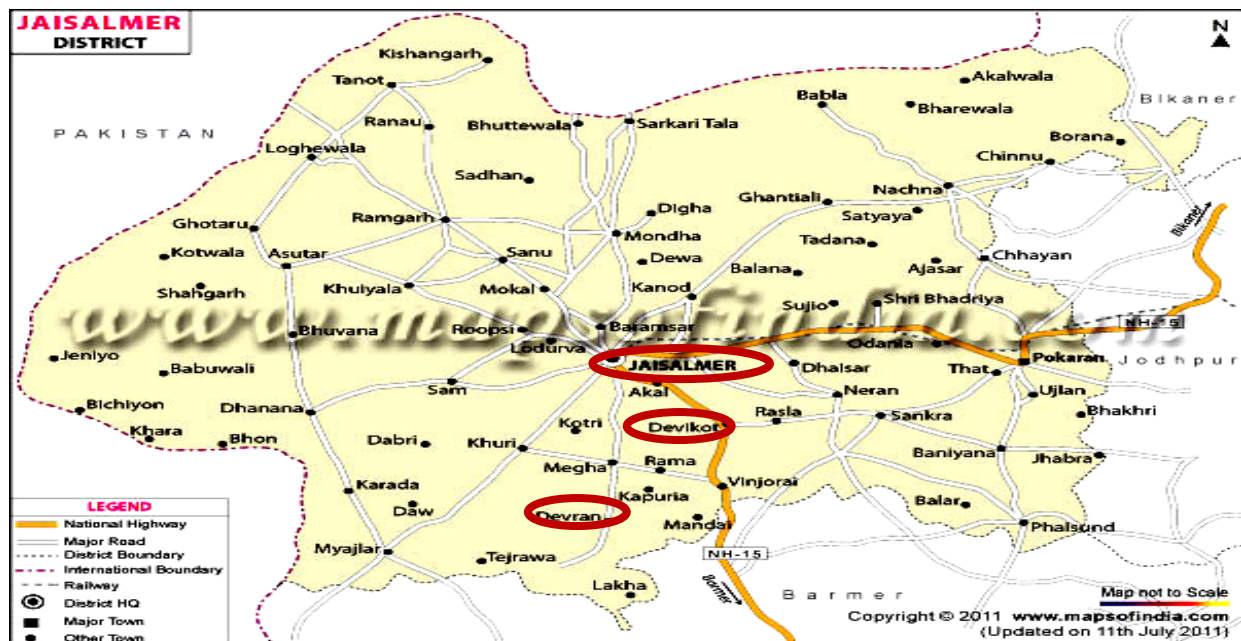 JAISALMER
DISTRICT
N
Kishangarh
Tanot
Akalwala
Babla
Bharewala
Bikaner
PAKISTAN
Ranau
Bhuttewala
Sarkari Tala
Borana
Loghewala
Chinnu
Sadhan
Nachna
Ghantiali
Ghotaru
Ramgarh
Digha
Satyaya
Bikaner
Mondha
Tadana
Kotwala
Asutar
Sanu
Dewa
Balana
Ajasar
Chhayan
Shahgarh
Khuiyala
Mokal
Kanod
Sujio
Shri Bhadriya
www.mapsofindia.com
Bhuvana
Roopsi
Baramsar
NH-15
Lodurva
Odania
Jeniyo
Babuwali
JAISALMER
Dhalsar
That
Pokaran
Jodhpur
Sam
Akal
Neran
Ujlan
Bichiyon
Dhanana
Rasla
Sankra
Bhakhri
Khara
Bhon
Dabri
Kotri
Devikot
Khuri
Megha
Rama
Baniyana
Jhabra
Karada
Kapuria
Vinjorai
Daw
Devran
Mandai
Balar
Phalsund
Myajlar
Tejrawa
NH-15
Lakha
Barmer
Barmer
LEGEND
National Highway
Major Road
District Boundary
International Boundary
Railway
District HQ
Major Town
Other Town
Map not to Scale
Copyright © 2011 www.mapsofindia.com
(Updated on 11th July 2011)